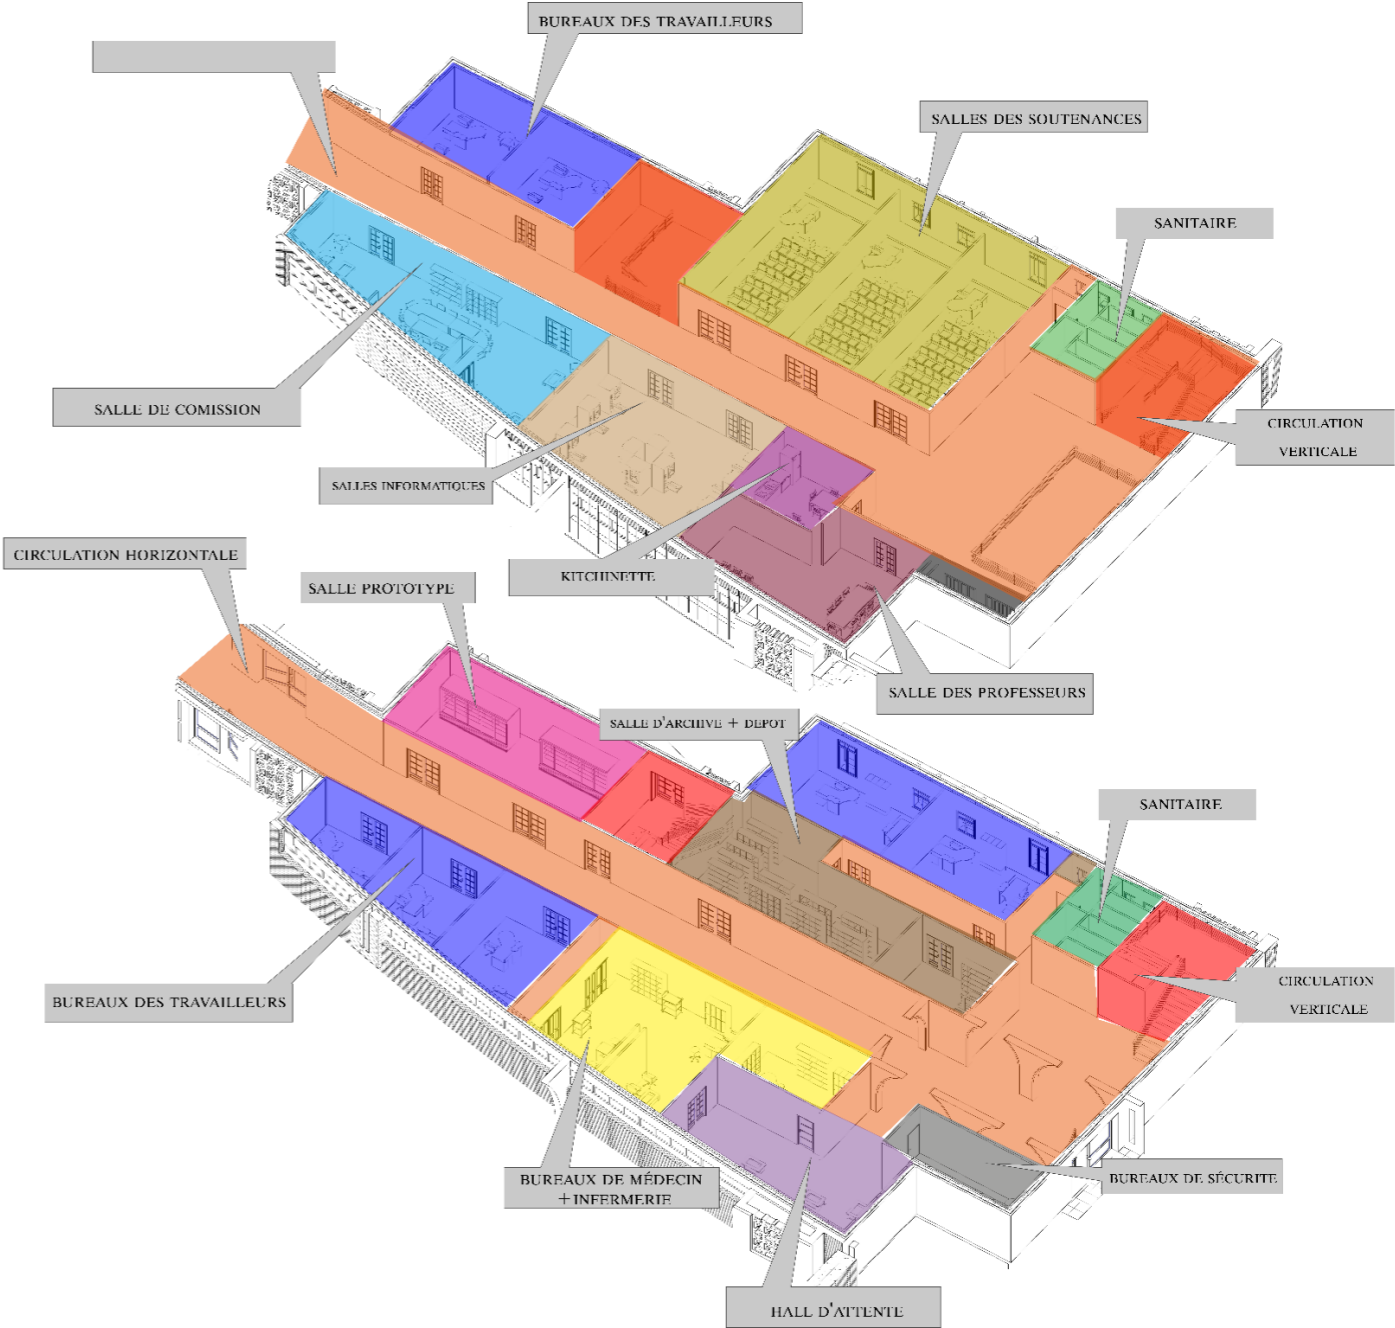 BUREAUX DES TRAVAILLEURS
SALLES DES SOUTENANCES
SANITAIRE
SALLE DE COMISSION
CIRCULATION
VERTICALE
SALLES INFORMATIQUES
CIRCULATION HORIZONTALE
KITCHINETTE
SALLE PROTOTYPE
SALLE DES PROFESSEURS
SALLE D'ARCHIVE + DEPOT
SANITAIRE
BUREAUX DES TRAVAILLEURS
CIRCULATION
VERTICALE
BUREAUX DE MÉDECIN
+INFERMERIE
BUREAUX DE SÉCURITE
HALL D'ATTENTE